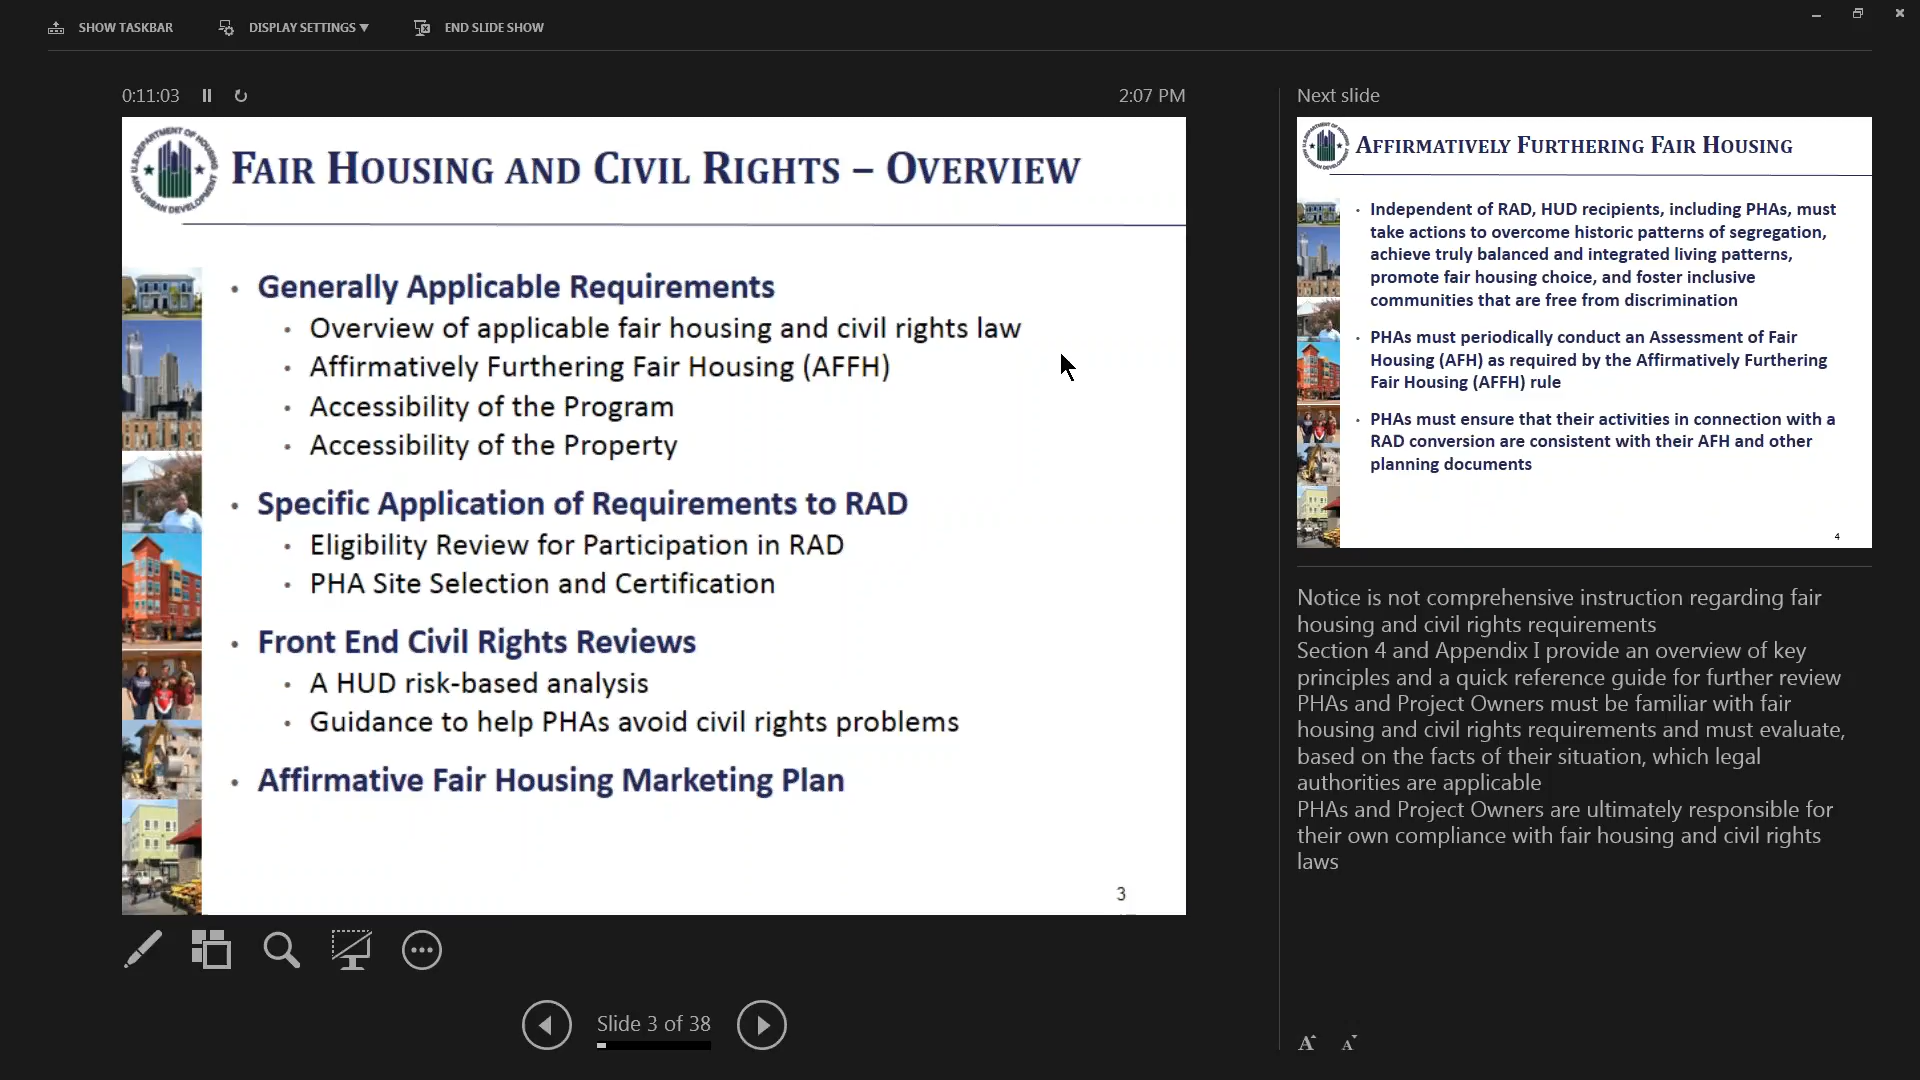 SHOW TASKBAR
DISPLAY SETTINGS
END SLIDE SHOW
0:11:03
2:07 PM
U.S. DEPARTMENT OF HOUSING AND URBAN DEVELOPMENT
FAIR HOUSING AND CIVIL RIGHTS – OVERVIEW
• Generally Applicable Requirements
• Overview of applicable fair housing and civil rights law
• Affirmatively Furthering Fair Housing (AFFH)
• Accessibility of the Program
• Accessibility of the Property
• Specific Application of Requirements to RAD
• Eligibility Review for Participation in RAD
• PHA Site Selection and Certification
• Front End Civil Rights Reviews
• A HUD risk-based analysis
• Guidance to help PHAs avoid civil rights problems
• Affirmative Fair Housing Marketing Plan
3
Slide 3 of 38
Next slide
AFFIRMATIVELY FURTHERING FAIR HOUSING
• Independent of RAD, HUD recipients, including PHAs, must
take actions to overcome historic patterns of segregation,
achieve truly balanced and integrated living patterns,
promote fair housing choice, and foster inclusive
communities that are free from discrimination
• PHAs must periodically conduct an Assessment of Fair
Housing (AFH) as required by the Affirmatively Furthering
Fair Housing (AFFH) rule
• PHAs must ensure that their activities in connection with a
RAD conversion are consistent with their AFH and other
planning documents
4
Notice is not comprehensive instruction regarding fair
housing and civil rights requirements
Section 4 and Appendix I provide an overview of key
principles and a quick reference guide for further review
PHAs and Project Owners must be familiar with fair
housing and civil rights requirements and must evaluate,
based on the facts of their situation, which legal
authorities are applicable
PHAs and Project Owners are ultimately responsible for
their own compliance with fair housing and civil rights
laws
A A